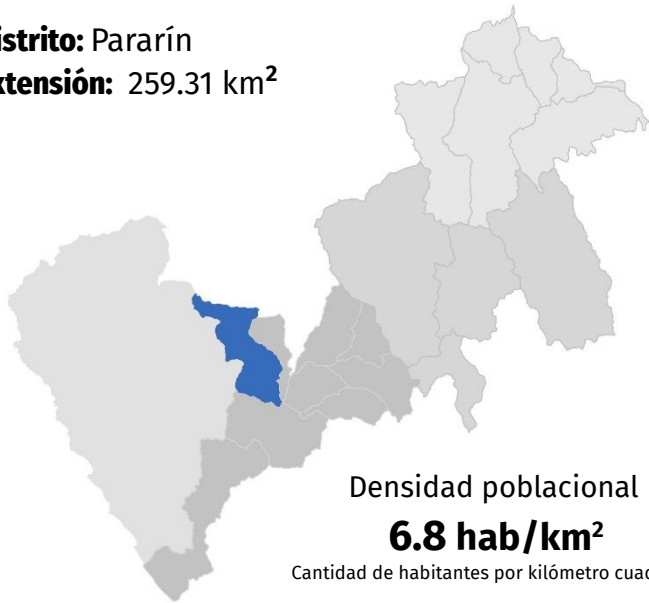 istrito: Pararín
xtensión: 259.31 km²
Densidad poblacional
6.8 hab/km²
Cantidad de habitantes por kilómetro cuad